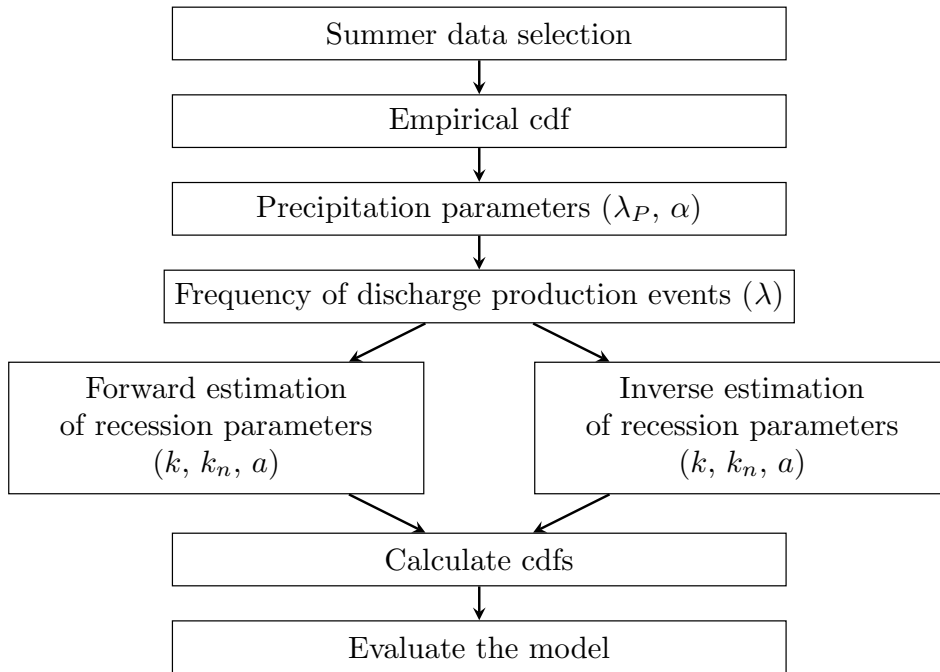 Summer data selection
Empirical cdf
Precipitation parameters (λ_P, α)
Frequency of discharge production events (λ)
Forward estimation
of recession parameters
(k, k_n, a)
Inverse estimation
of recession parameters
(k, k_n, a)
Calculate cdfs
Evaluate the model